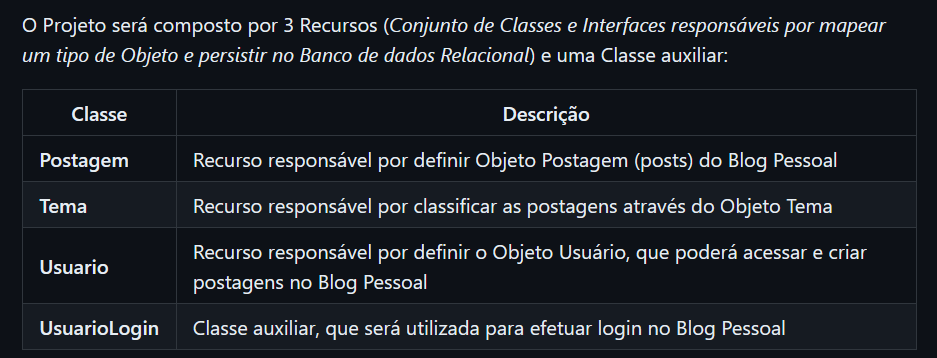 O Projeto será composto por 3 Recursos (Conjunto de Classes e Interfaces responsáveis por mapear
um tipo de Objeto e persistir no Banco de dados Relacional) e uma Classe auxiliar:
Classe Descrição
Postagem Recurso responsável por definir Objeto Postagem (posts) do Blog Pessoal
Tema Recurso responsável por classificar as postagens através do Objeto Tema
Usuario Recurso responsável por definir o Objeto Usuário, que poderá acessar e criar
postagens no Blog Pessoal
UsuarioLogin Classe auxiliar, que será utilizada para efetuar login no Blog Pessoal